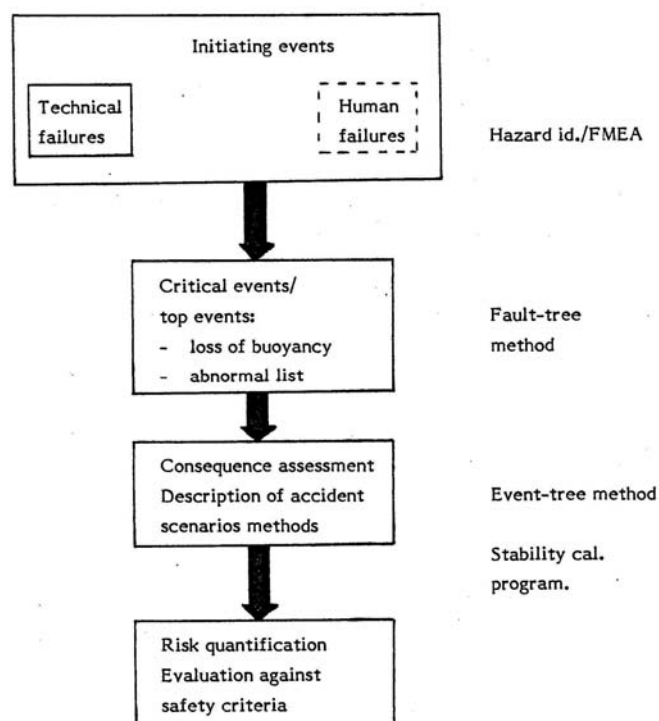 Initiating events
Technical
failures
Human
failures
Hazard id./FMEA
Critical events/
top events:
- loss of buoyancy
- abnormal list
Fault-tree
method
Consequence assessment
Description of accident
scenarios methods
Event-tree method
Stability cal.
program.
Risk quantification
Evaluation against
safety criteria